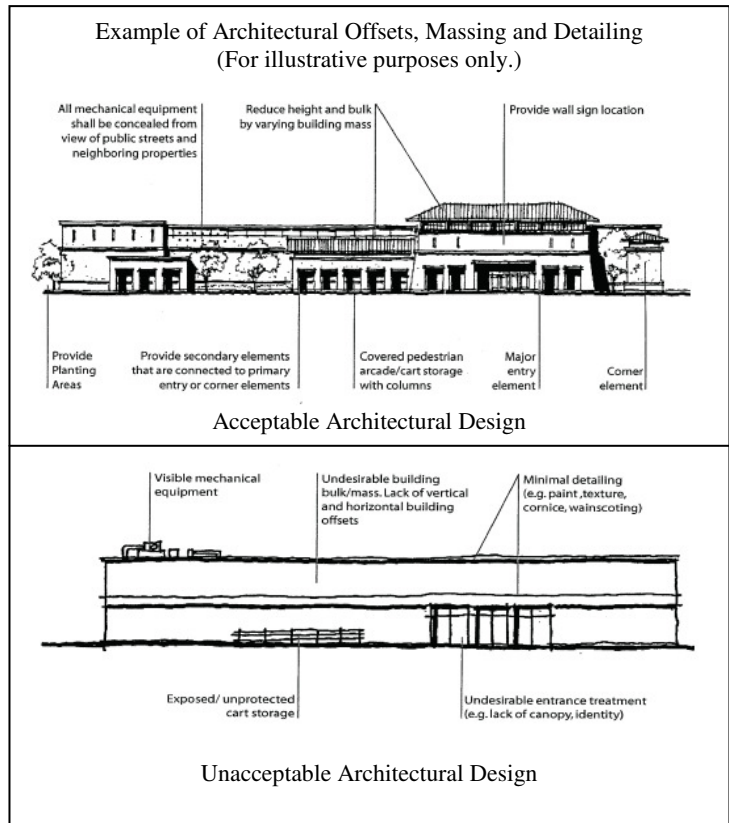 Example of Architectural Offsets, Massing and Detailing
(For illustrative purposes only.)
All mechanical equipment
shall be concealed from
view of public streets and
neighboring properties
Reduce height and bulk
by varying building mass
Provide wall sign location
Provide
Planting
Areas
Provide secondary elements
that are connected to primary
entry or corner elements
Covered pedestrian
arcade/cart storage
with columns
Major
entry
element
Corner
element
Acceptable Architectural Design
Visible mechanical
equipment
Undesirable building
bulk/mass. Lack of vertical
and horizontal building
offsets
Minimal detailing
(e.g. paint ,texture,
cornice, wainscoting)
Exposed/ unprotected
cart storage
Undesirable entrance treatment
(e.g. lack of canopy, identity)
Unacceptable Architectural Design